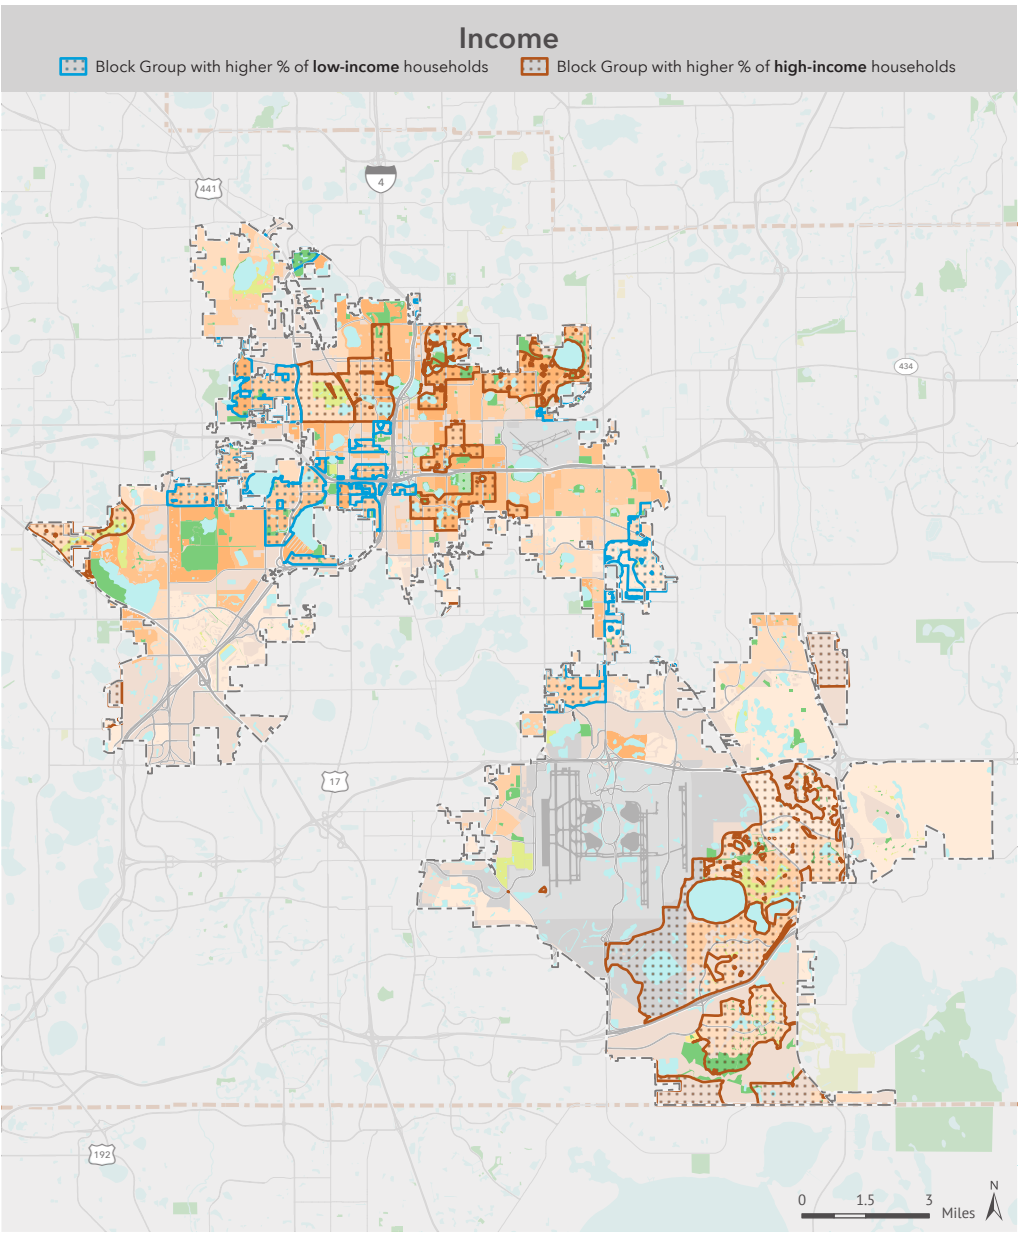 Income
Block Group with higher % of low-income households
Block Group with higher % of high-income households
441
4
434
17
192
0 1.5 3
Miles
N